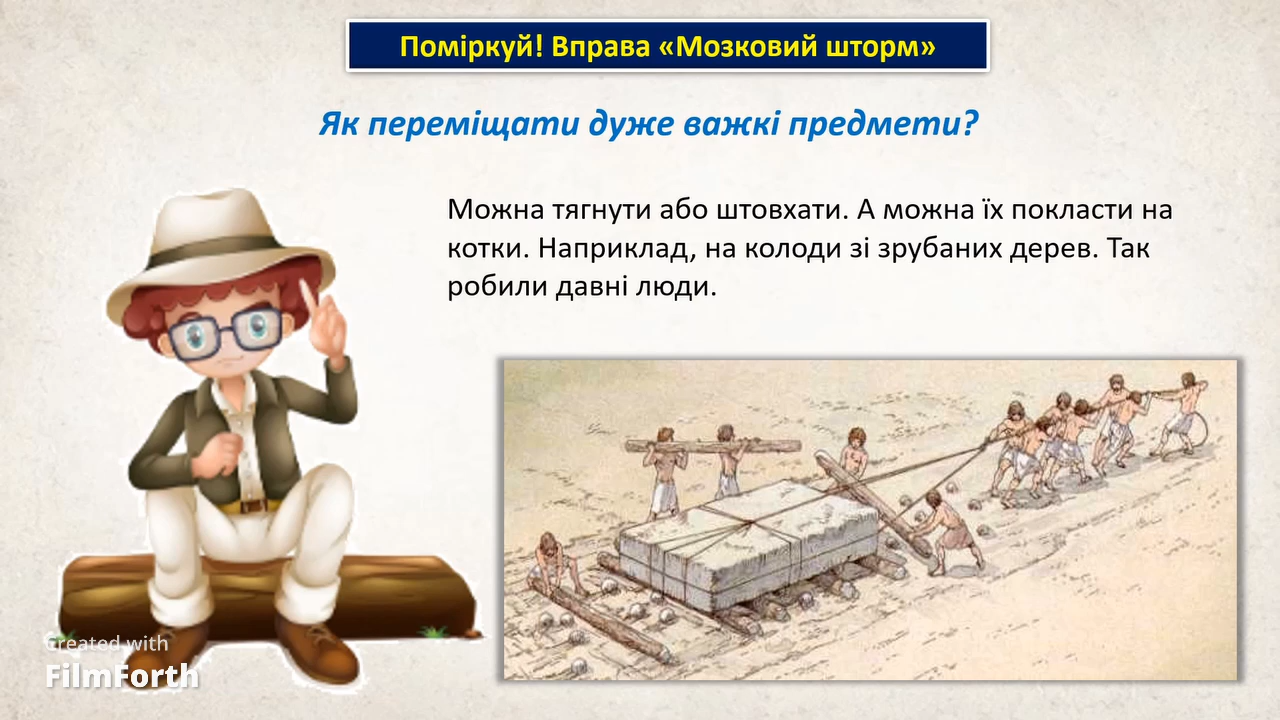 Поміркуй! Вправа «Мозковий шторм»
Як переміщати дуже важкі предмети?
Можна тягнути або штовхати. А можна їх покласти на
котки. Наприклад, на колоди зі зрубаних дерев. Так
робили давні люди.
Created with
FilmForth